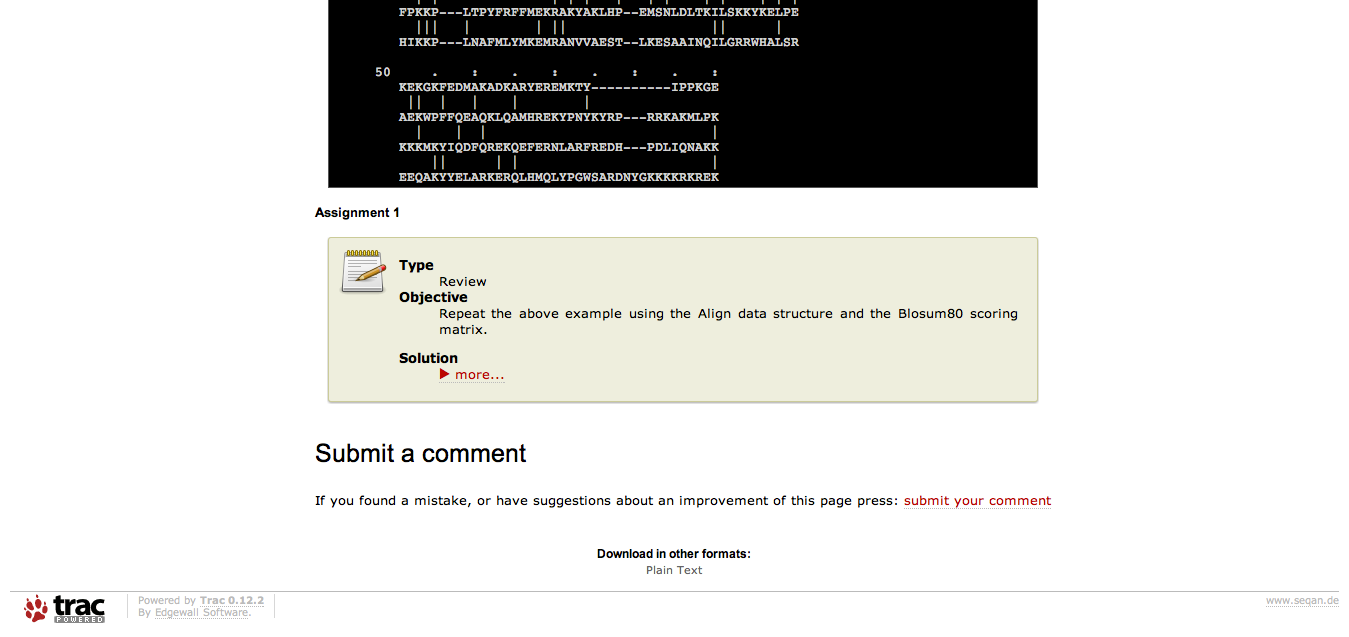 FPKKP---LTPYFRFFMEKRAKYAKLHP--EMSNLDLTKILSKKYKELPE
||| | | || || |
HIKKP---LNAFMLYMKEMRANVVAEST--LKESAAINQILGRRWHALSR
50 . : . : . : . :
KEKGKFEDMAKADKARYEREMKTY----------IPPKGE
|| | | | |
AEKWPFFQEAQKLQAMHREKYPNYKYRP---RRKAKMLPK
| | | |
KKKMKYIQDFQREKQEFERNLARFREDH---PDLIQNAKK
|| | | |
EEQAKYYELARKERQLHMQLYPGWSARDNYGKKKKRKREK
Assignment 1
Type
Review
Objective
Repeat the above example using the Align data structure and the Blosum80 scoring
matrix.
Solution
▶ more...
Submit a comment
If you found a mistake, or have suggestions about an improvement of this page press: submit your comment
Download in other formats:
Plain Text
trac
POWERED
Powered by Trac 0.12.2
By Edgewall Software.
www.seqan.de